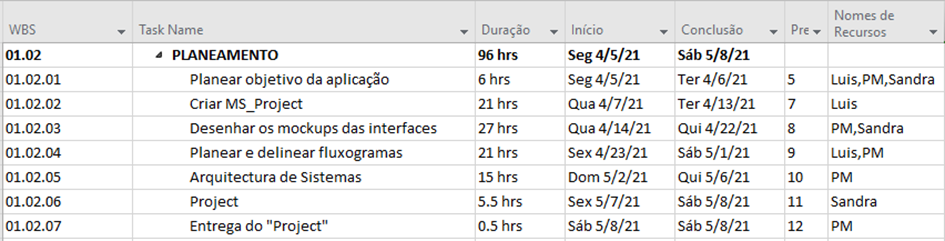 WBS Task Name Duração Início Conclusão Pre Nomes de Recursos
01.02 PLANEAMENTO 96 hrs Seg 4/5/21 Sáb 5/8/21
01.02.01 Planear objetivo da aplicação 6 hrs Seg 4/5/21 Ter 4/6/21 5 Luis,PM,Sandra
01.02.02 Criar MS_Project 21 hrs Qua 4/7/21 Ter 4/13/21 7 Luis
01.02.03 Desenhar os mockups das interfaces 27 hrs Qua 4/14/21 Qui 4/22/21 8 PM,Sandra
01.02.04 Planear e delinear fluxogramas 21 hrs Sex 4/23/21 Sáb 5/1/21 9 Luis,PM
01.02.05 Arquitectura de Sistemas 15 hrs Dom 5/2/21 Qui 5/6/21 10 PM
01.02.06 Project 5.5 hrs Sex 5/7/21 Sáb 5/8/21 11 Sandra
01.02.07 Entrega do "Project" 0.5 hrs Sáb 5/8/21 Sáb 5/8/21 12 PM